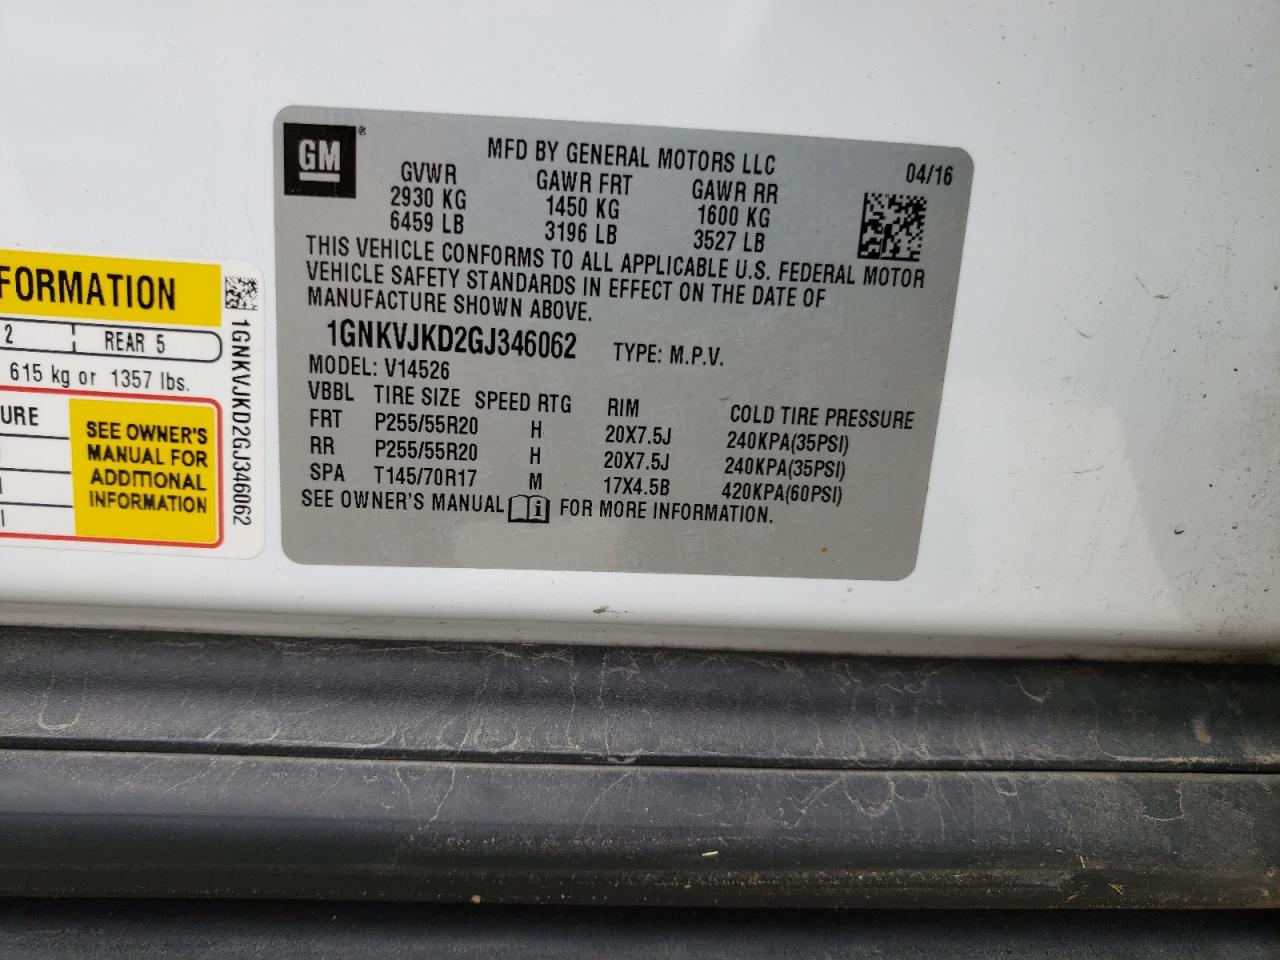 GM®
MFD BY GENERAL MOTORS LLC
04/16
GVWR GAWR FRT GAWR RR
2930 KG 1450 KG 1600 KG
6459 LB 3196 LB 3527 LB
THIS VEHICLE CONFORMS TO ALL APPLICABLE U.S. FEDERAL MOTOR
VEHICLE SAFETY STANDARDS IN EFFECT ON THE DATE OF
MANUFACTURE SHOWN ABOVE.
1GNKVJKD2GJ346062 TYPE: M.P.V.
MODEL: V14526
VBBL TIRE SIZE SPEED RTG RIM COLD TIRE PRESSURE
FRT P255/55R20 H 20X7.5J 240KPA(35PSI)
RR P255/55R20 H 20X7.5J 240KPA(35PSI)
SPA T145/70R17 M 17X4.5B 420KPA(60PSI)
SEE OWNER'S MANUAL i FOR MORE INFORMATION.
FORMATION
2 REAR 5
615 kg or 1357 lbs.
URE
SEE OWNER'S
MANUAL FOR
ADDITIONAL
INFORMATION
1GNKVJKD2GJ346062